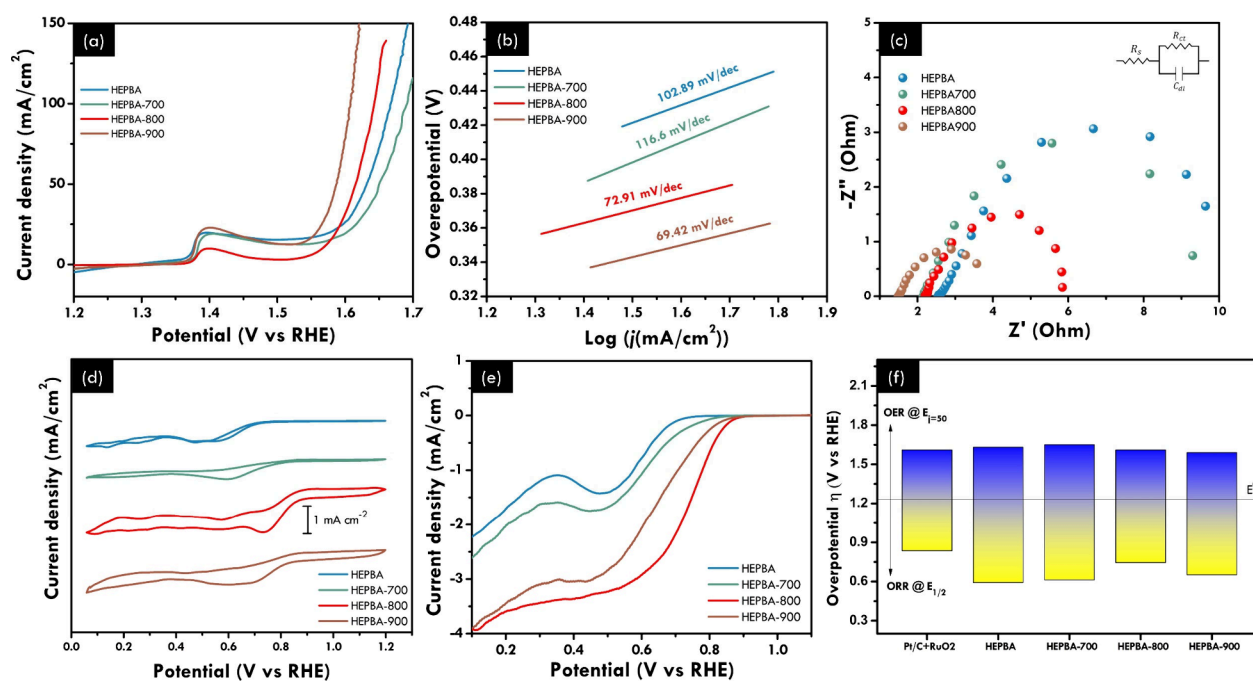 (a)
HEPBA
HEPBA-700
HEPBA-800
HEPBA-900
Current density (mA/cm2)
150
100
50
0
1.2 1.3 1.4 1.5 1.6 1.7
Potential (V vs RHE)
(b)
HEPBA
HEPBA-700
HEPBA-800
HEPBA-900
102.89 mV/dec
116,6 mV/dec
72.91 mV/dec
69.42 mV/dec
Overepotential (V)
0.48
0.46
0.44
0.42
0.40
0.38
0.36
0.34
0.32
1.2 1.3 1.4 1.5 1.6 1.7 1.8 1.9
Log (j(mA/cm2))
(c)
HEPBA
HEPBA700
HEPBA800
HEPBA900
Rs
Rct
Cdl
-Z" (Ohm)
5
4
3
2
1
0
2 4 6 8 10
Z' (Ohm)
(d)
1 mA cm-2
HEPBA
HEPBA-700
HEPBA-800
HEPBA-900
Current density (mA/cm2)
0.0 0.2 0.4 0.6 0.8 1.0 1.2
Potential (V vs RHE)
(e)
HEPBA
HEPBA-700
HEPBA-800
HEPBA-900
Current density (mA/cm2)
1
0
-1
-2
-3
-4
0.2 0.4 0.6 0.8 1.0
Potential (V vs RHE)
(f)
OER @ Ej=50
ORR @ E1/2
Overpotential η (V vs RHE)
2.1
1.8
1.5
1.2
0.9
0.6
0.3
Pt/C+RuO2 HEPBA HEPBA-700 HEPBA-800 HEPBA-900